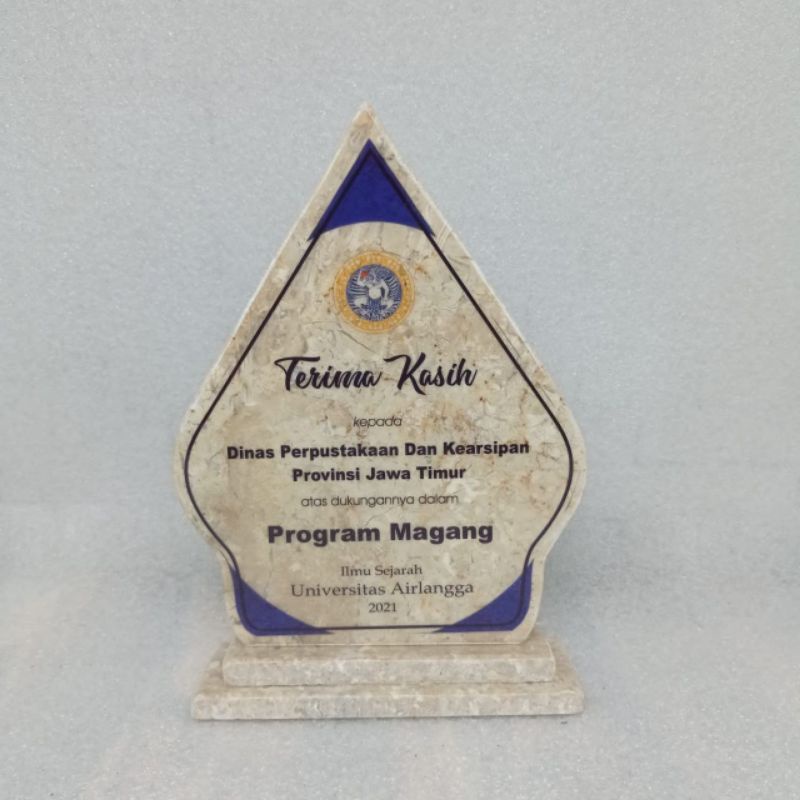 Terima Kasih
kepada
Dinas Perpustakaan Dan Kearsipan
Provinsi Jawa Timur
atas dukungannya dalam
Program Magang
Ilmu Sejarah
Universitas Airlangga
2021